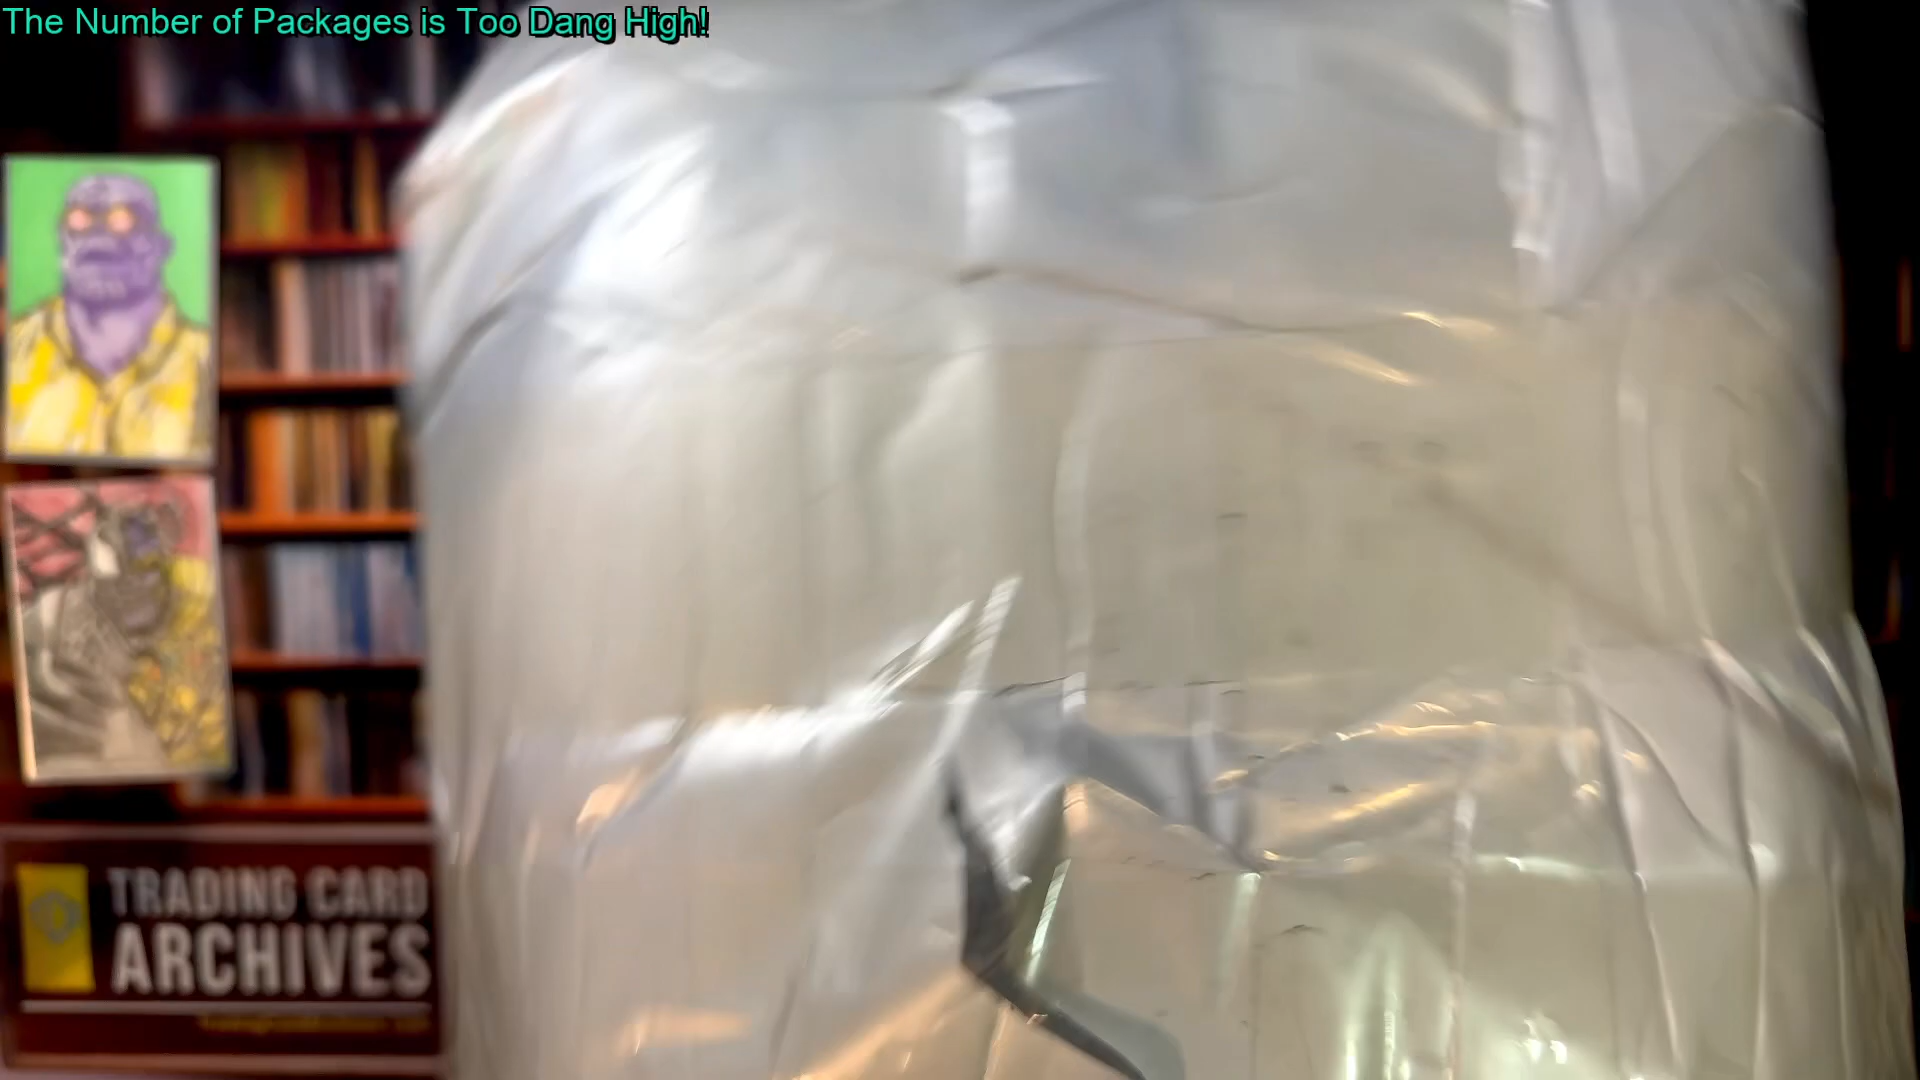 The Number of Packages is Too Dang High!
TRADING CARD
ARCHIVES